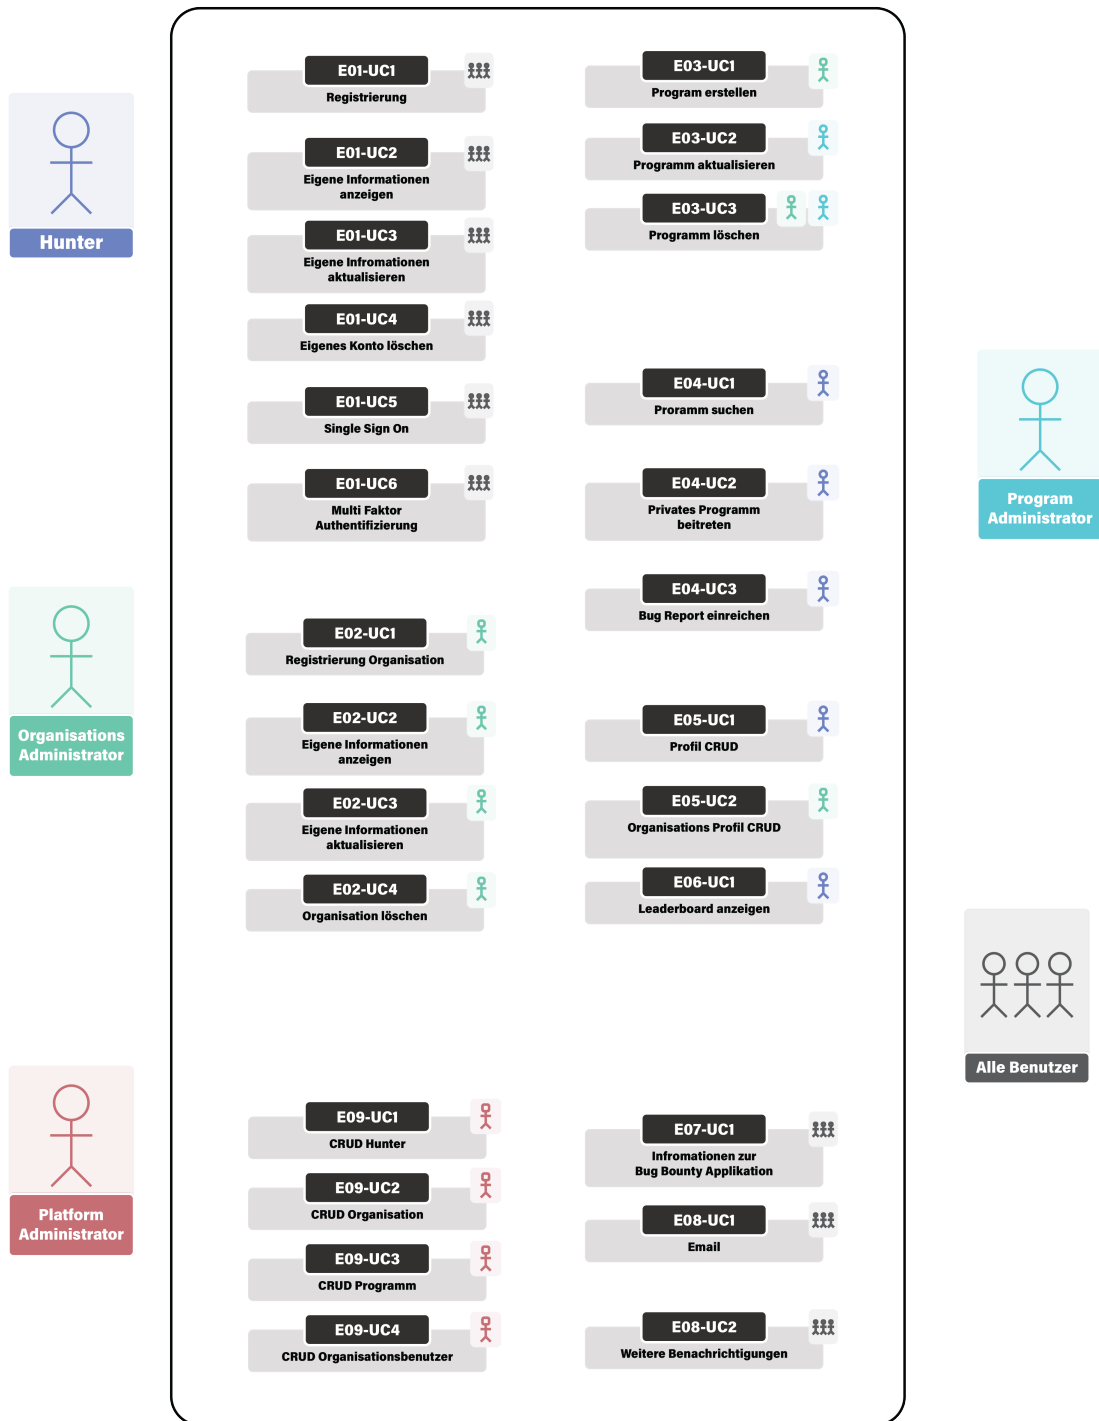 Hunter
Organisations
Administrator
Platform
Administrator
E01-UC1
Registrierung
E01-UC2
Eigene Informationen
anzeigen
E01-UC3
Eigene Infromationen
aktualisieren
E01-UC4
Eigenes Konto löschen
E01-UC5
Single Sign On
E01-UC6
Multi Faktor
Authentifizierung
E02-UC1
Registrierung Organisation
E02-UC2
Eigene Informationen
anzeigen
E02-UC3
Eigene Informationen
aktualisieren
E02-UC4
Organisation löschen
E09-UC1
CRUD Hunter
E09-UC2
CRUD Organisation
E09-UC3
CRUD Programm
E09-UC4
CRUD Organisationsbenutzer
E03-UC1
Program erstellen
E03-UC2
Programm aktualisieren
E03-UC3
Programm löschen
E04-UC1
Proramm suchen
E04-UC2
Privates Programm
beitreten
E04-UC3
Bug Report einreichen
E05-UC1
Profil CRUD
E05-UC2
Organisations Profil CRUD
E06-UC1
Leaderboard anzeigen
E07-UC1
Infromationen zur
Bug Bounty Applikation
E08-UC1
Email
E08-UC2
Weitere Benachrichtigungen
Program
Administrator
Alle Benutzer